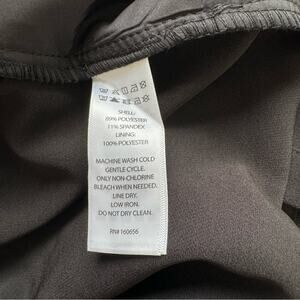 SHELL:
89% POLYESTER
11% SPANDEX
LINING:
100% POLYESTER
MACHINE WASH COLD
GENTLE CYCLE.
ONLY NON-CHLORINE
BLEACH WHEN NEEDED.
LINE DRY.
LOW IRON.
DO NOT DRY CLEAN.
RN# 160656